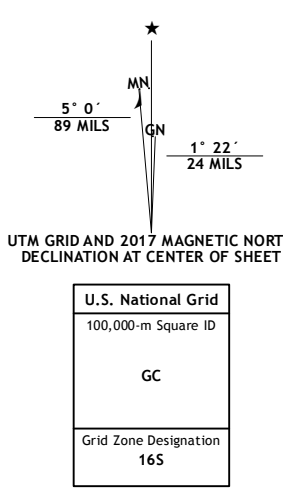 ★
MN
5° 0´
89 MILS
GN
1° 22´
24 MILS
UTM GRID AND 2017 MAGNETIC NORT
DECLINATION AT CENTER OF SHEET
U.S. National Grid
100,000-m Square ID
GC
Grid Zone Designation
16S